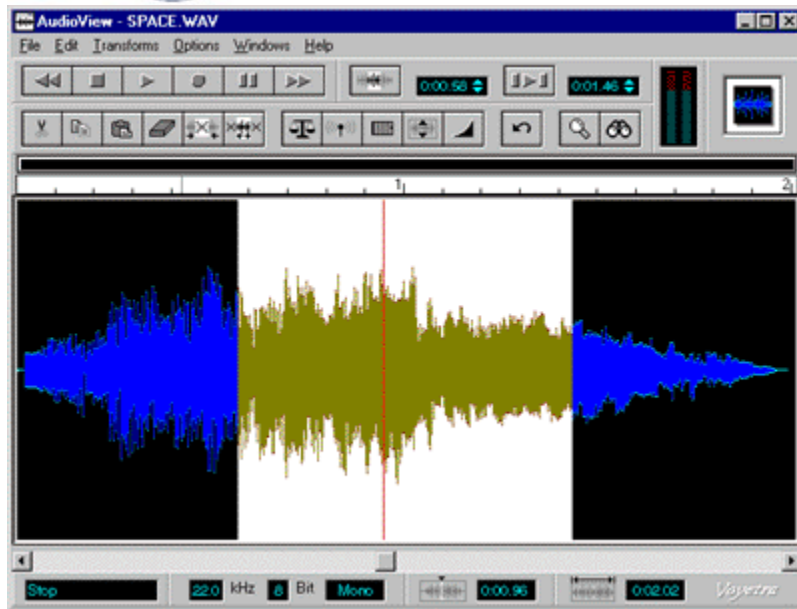 AudioView - SPACE.WAV
File Edit Transforms Options Windows Help
0:00.58 0:01.46
1 2
Stop 22.0 kHz 8 Bit Mono 0:00.96 0:02.02 Voyetra